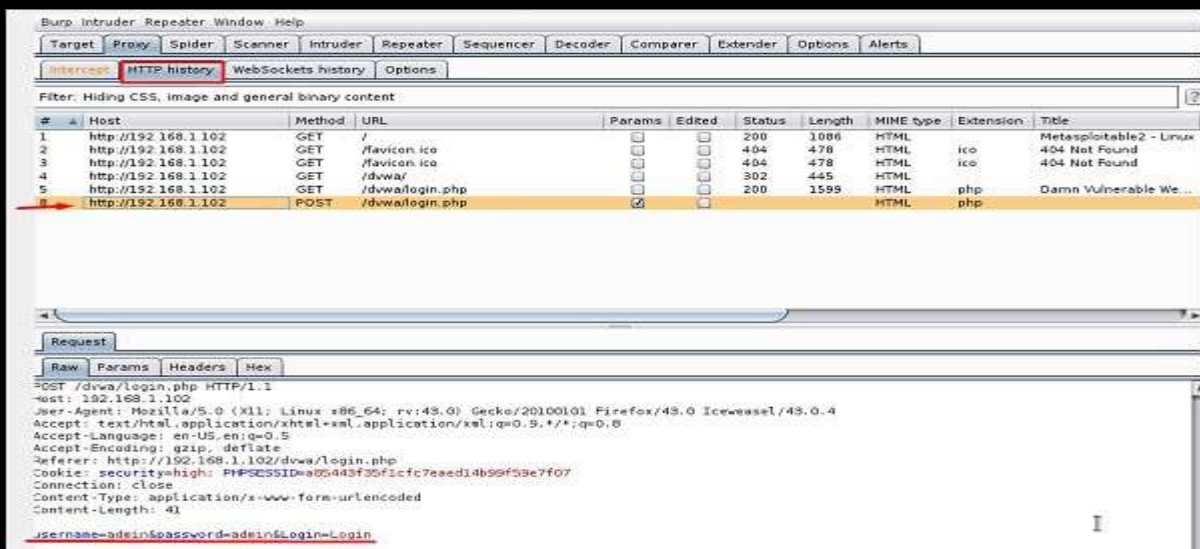 Burp Intruder Repeater Window Help
Target Proxy Spider Scanner Intruder Repeater Sequencer Decoder Comparer Extender Options Alerts
Intercept HTTP history WebSockets history Options
Filter: Hiding CSS, image and general binary content ?
# Host Method URL Params Edited Status Length MIME type Extension Title
1 http://192.168.1.102 GET / 200 1086 HTML Metasploitable2 - Linux
2 http://192.168.1.102 GET /favicon.ico 404 478 HTML ico 404 Not Found
3 http://192.168.1.102 GET /favicon.ico 404 478 HTML ico 404 Not Found
4 http://192.168.1.102 GET /dvwa/ 302 445 HTML
5 http://192.168.1.102 GET /dvwa/login.php 200 1599 HTML php Damn Vulnerable We...
http://192.168.1.102 POST /dvwa/login.php HTML php
Request
Raw Params Headers Hex
POST /dvwa/login.php HTTP/1.1
Host: 192.168.1.102
User-Agent: Mozilla/5.0 (X11; Linux x86_64; rv:43.0) Gecko/20100101 Firefox/43.0 Iceweasel/43.0.4
Accept: text/html,application/xhtml+xml,application/xml;q=0.9,*/*;q=0.8
Accept-Language: en-US,en;q=0.5
Accept-Encoding: gzip, deflate
Referer: http://192.168.1.102/dvwa/login.php
Cookie: security=high; PHPSESSID=a85443f35f1cfc7eaed14b99f59e7f07
Connection: close
Content-Type: application/x-www-form-urlencoded
Content-Length: 41
username=admin&password=admin&Login=Login